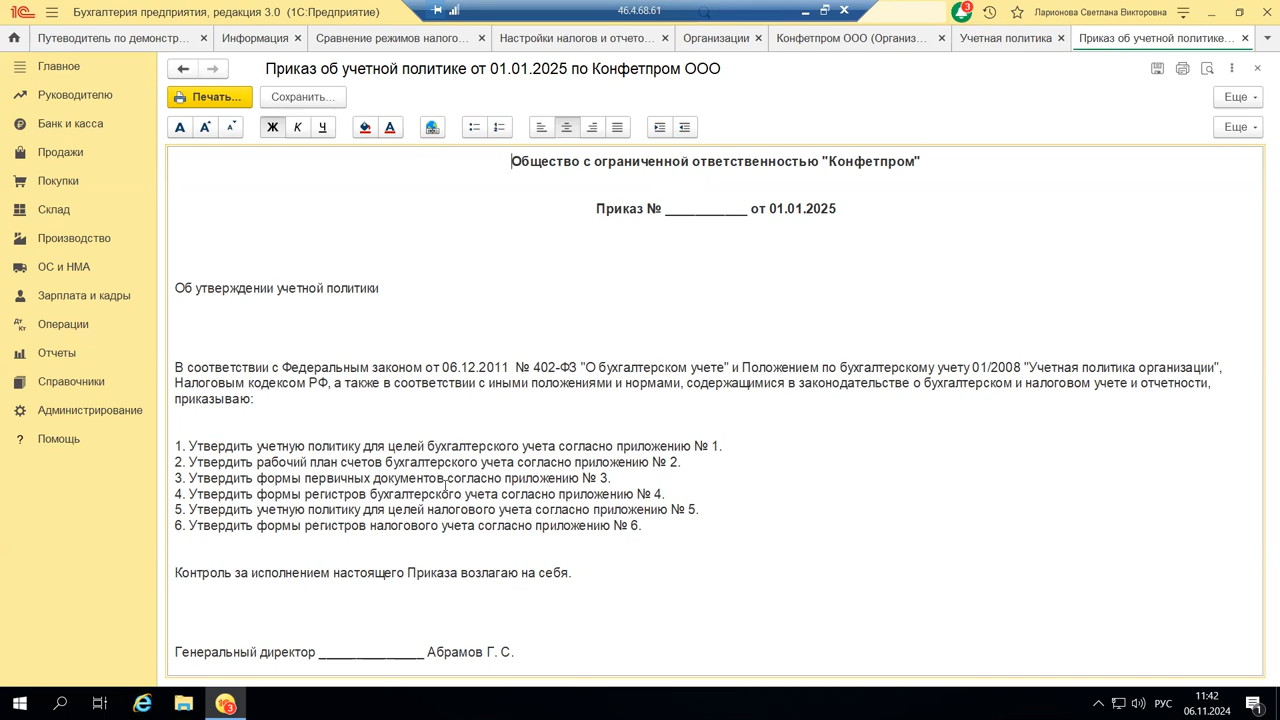 Бухгалтерия предприятия, редакция 3.0 (1С:Предприятие)
46.4.68.61
3
Ларионова Светлана Викторовна
Путеводитель по демонстр...
Информация
Сравнение режимов налого...
Настройки налогов и отчето...
Организации
Конфетпром ООО (Организ...
Учетная политика
Приказ об учетной политике...
Главное
Руководителю
Банк и касса
Продажи
Покупки
Склад
Производство
ОС и НМА
Зарплата и кадры
Дт Кт
Операции
Отчеты
Справочники
Администрирование
? Помощь
Приказ об учетной политике от 01.01.2025 по Конфетпром ООО
Печать...
Сохранить...
Еще
А А А Ж К Ч А
Еще
Общество с ограниченной ответственностью "Конфетпром"
Приказ № ___________ от 01.01.2025
Об утверждении учетной политики
В соответствии с Федеральным законом от 06.12.2011 № 402-ФЗ "О бухгалтерском учете" и Положением по бухгалтерскому учету 01/2008 "Учетная политика организации",
Налоговым кодексом РФ, а также в соответствии с иными положениями и нормами, содержащимися в законодательстве о бухгалтерском и налоговом учете и отчетности,
приказываю:
1. Утвердить учетную политику для целей бухгалтерского учета согласно приложению № 1.
2. Утвердить рабочий план счетов бухгалтерского учета согласно приложению № 2.
3. Утвердить формы первичных документов согласно приложению № 3.
4. Утвердить формы регистров бухгалтерского учета согласно приложению № 4.
5. Утвердить учетную политику для целей налогового учета согласно приложению № 5.
6. Утвердить формы регистров налогового учета согласно приложению № 6.
Контроль за исполнением настоящего Приказа возлагаю на себя.
Генеральный директор ______________ Абрамов Г. С.
3
РУС
11:42
06.11.2024
1